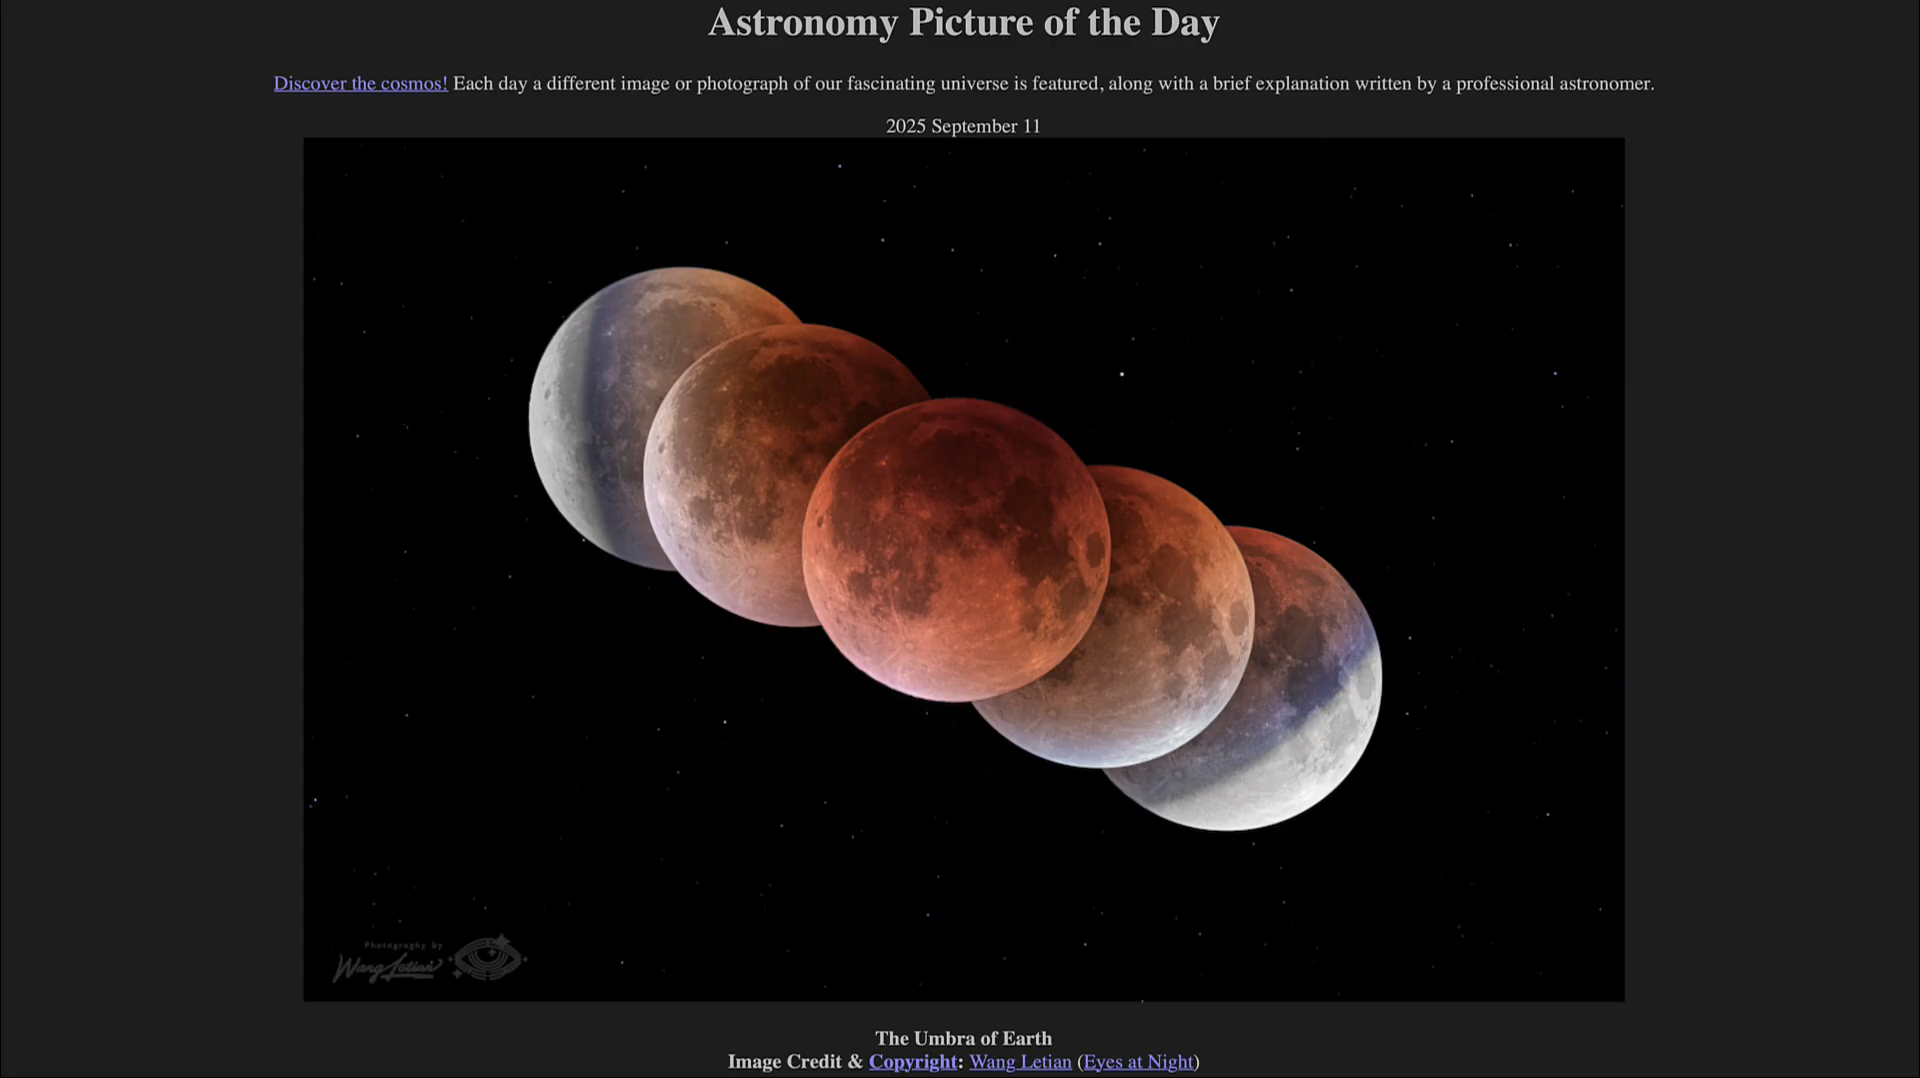 Astronomy Picture of the Day
Discover the cosmos! Each day a different image or photograph of our fascinating universe is featured, along with a brief explanation written by a professional astronomer.
2025 September 11
Photography by
Wang Letian
The Umbra of Earth
Image Credit & Copyright: Wang Letian (Eyes at Night)